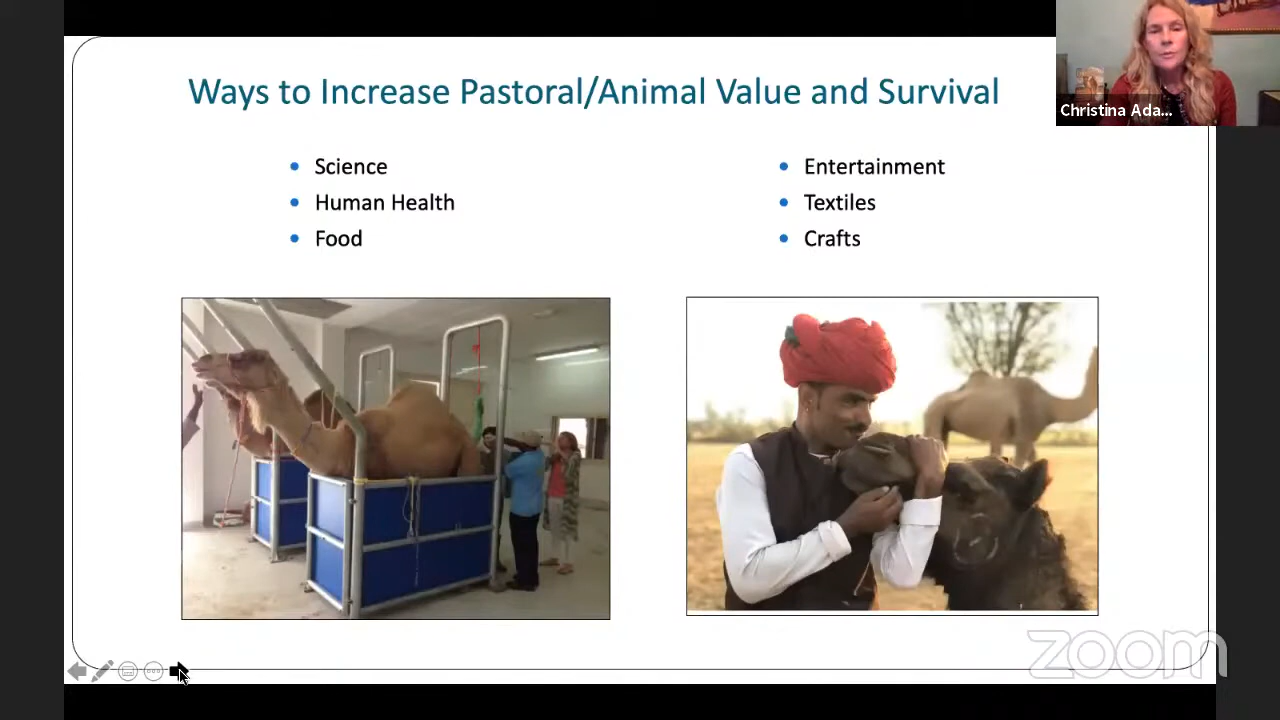 Ways to Increase Pastoral/Animal Value and Survival
Christina Ada...
Science
Human Health
Food
Entertainment
Textiles
Crafts
zoom